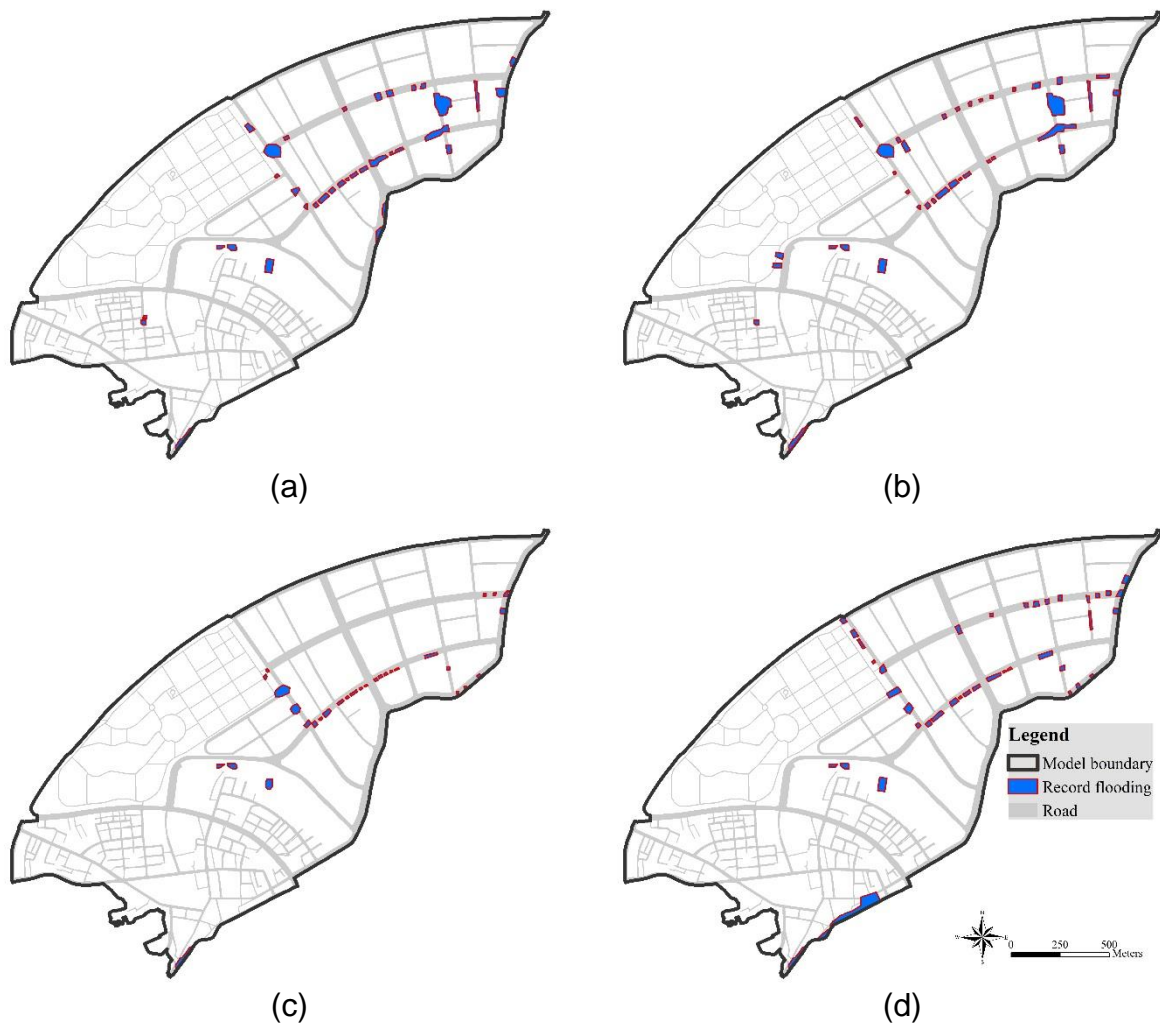 (a)
(b)
Legend
Model boundary
Record flooding
Road
N
W
E
S
0 250 500
Meters
(c)
(d)